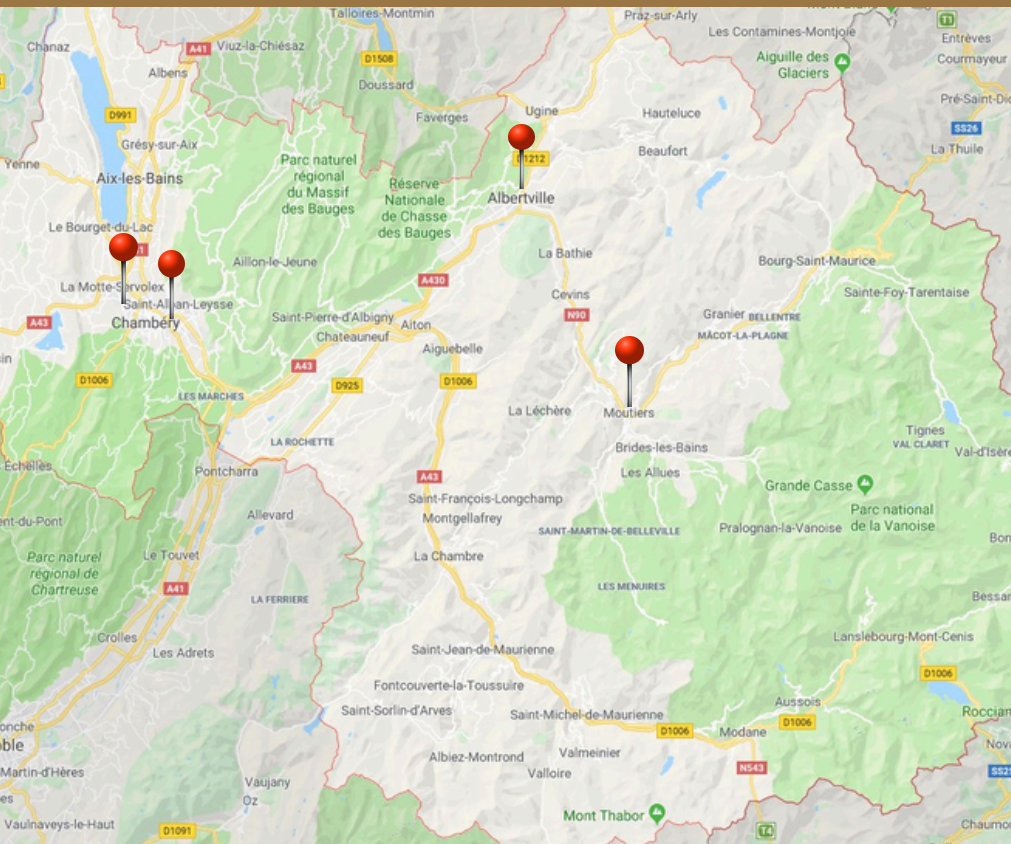 Talloires-Montmin
Praz-sur-Arly
T1
Les Contamines-Montjoie
Entrèves
Chanaz
A41
Viuz-la-Chiésaz
D1508
Aiguille des
Glaciers
Courmayeur
Albens
Doussard
D991
Faverges
Ugine
Hauteluce
SS26
Grésy-sur-Aix
La Thuile
Yenne
Parc naturel
régional
du Massif
des Bauges
Beaufort
Aix-les-Bains
Réserve
Nationale
de Chasse
des Bauges
Albertville
Le Bourget-du-Lac
La Bathie
Aillon-le-Jeune
Bourg-Saint-Maurice
A430
La Motte-Servolex
Cevins
Sainte-Foy-Tarentaise
Saint-Alban-Leysse
N90
Granier
BELLENTRE
A43
Chambéry
Saint-Pierre-d'Albigny
Aiton
MÂCOT-LA-PLAGNE
Chateauneuf
Aiguebelle
A43
D1006
D925
D1006
LES MARCHES
La Léchère
Moutiers
Tignes
VAL CLARET
LA ROCHETTE
Brides-les-Bains
Val-d'Isère
Echelles
Pontcharra
A43
Les Allues
Grande Casse
Saint-François-Longchamp
Parc national
de la Vanoise
Montgellafrey
Allevard
ent-du-Pont
SAINT-MARTIN-DE-BELLEVILLE
Pralognan-la-Vanoise
Parc naturel
régional de
Chartreuse
Le Touvet
La Chambre
A41
LES MENUIRES
LA FERRIERE
Crolles
Lanslebourg-Mont-Cenis
Les Adrets
Saint-Jean-de-Maurienne
D1006
Fontcouverte-la-Toussuire
Aussois
Saint-Sorlin-d'Arves
Saint-Michel-de-Maurienne
D1006
D1006
Modane
Albiez-Montrond
Valmeinier
N543
Valloire
Martin-d'Hères
Vaujany
Oz
Mont Thabor
Vaulnaveys-le-Haut
D1091
T4